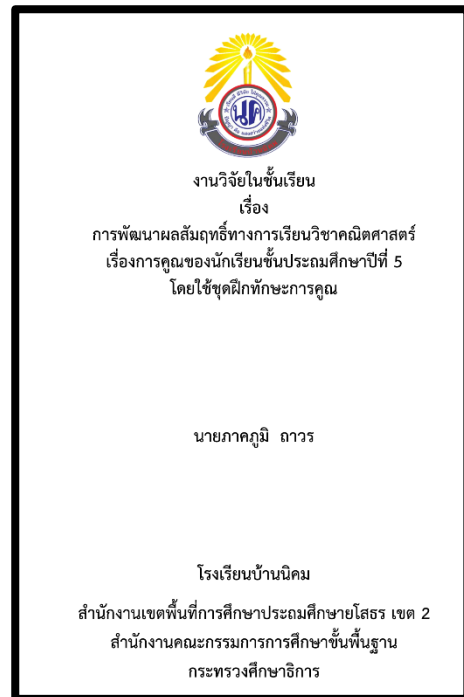 นศ
งานวิจัยในชั้นเรียน
เรื่อง
การพัฒนาผลสัมฤทธิ์ทางการเรียนวิชาคณิตศาสตร์
เรื่องการคูณของนักเรียนชั้นประถมศึกษาปีที่ 5
โดยใช้ชุดฝึกทักษะการคูณ
นายภาคภูมิ ถาวร
โรงเรียนบ้านนิคม
สำนักงานเขตพื้นที่การศึกษาประถมศึกษายโสธร เขต 2
สำนักงานคณะกรรมการการศึกษาขั้นพื้นฐาน
กระทรวงศึกษาธิการ